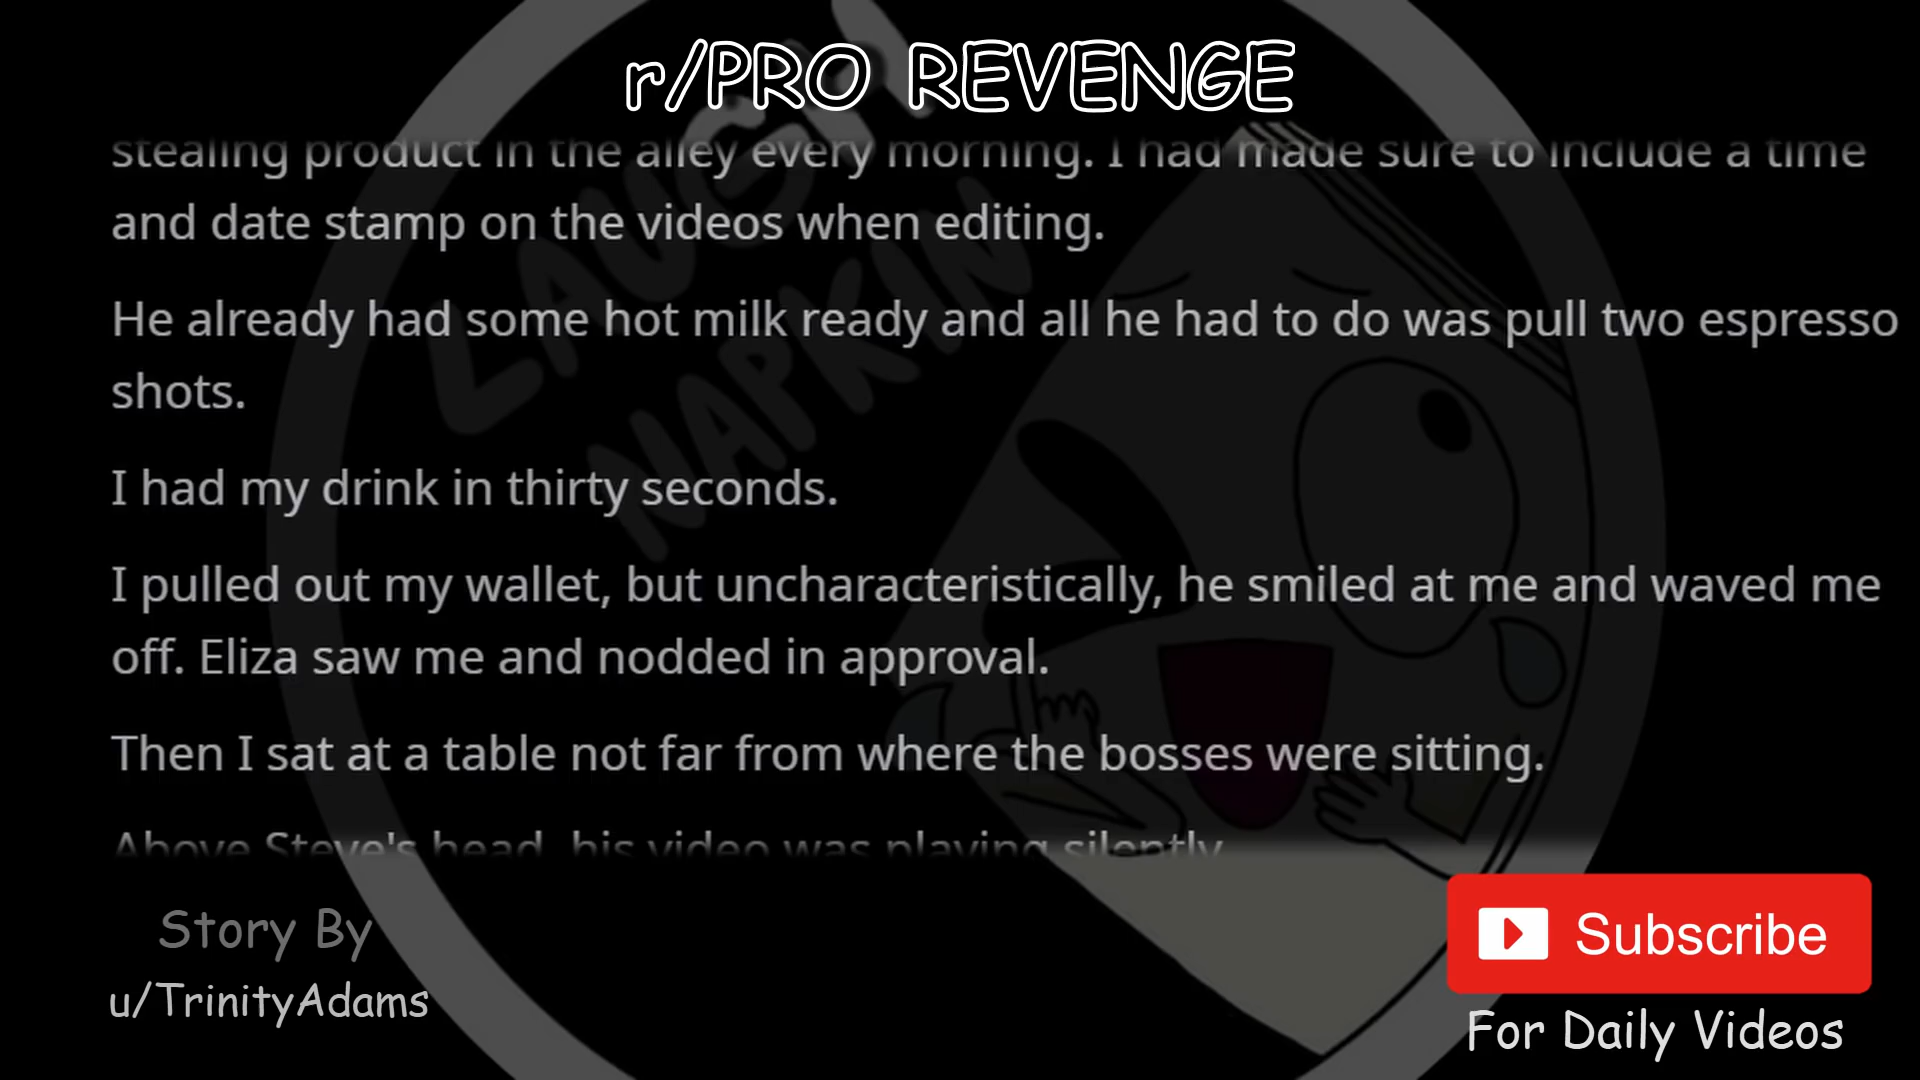 r/PRO REVENGE
stealing product in the alley every morning. I had made sure to include a time
and date stamp on the videos when editing.
He already had some hot milk ready and all he had to do was pull two espresso
shots.
I had my drink in thirty seconds.
I pulled out my wallet, but uncharacteristically, he smiled at me and waved me
off. Eliza saw me and nodded in approval.
Then I sat at a table not far from where the bosses were sitting.
Above Steve's head, his video was playing silently
LAUGH
NAPKIN
Story By
u/TrinityAdams
Subscribe
For Daily Videos